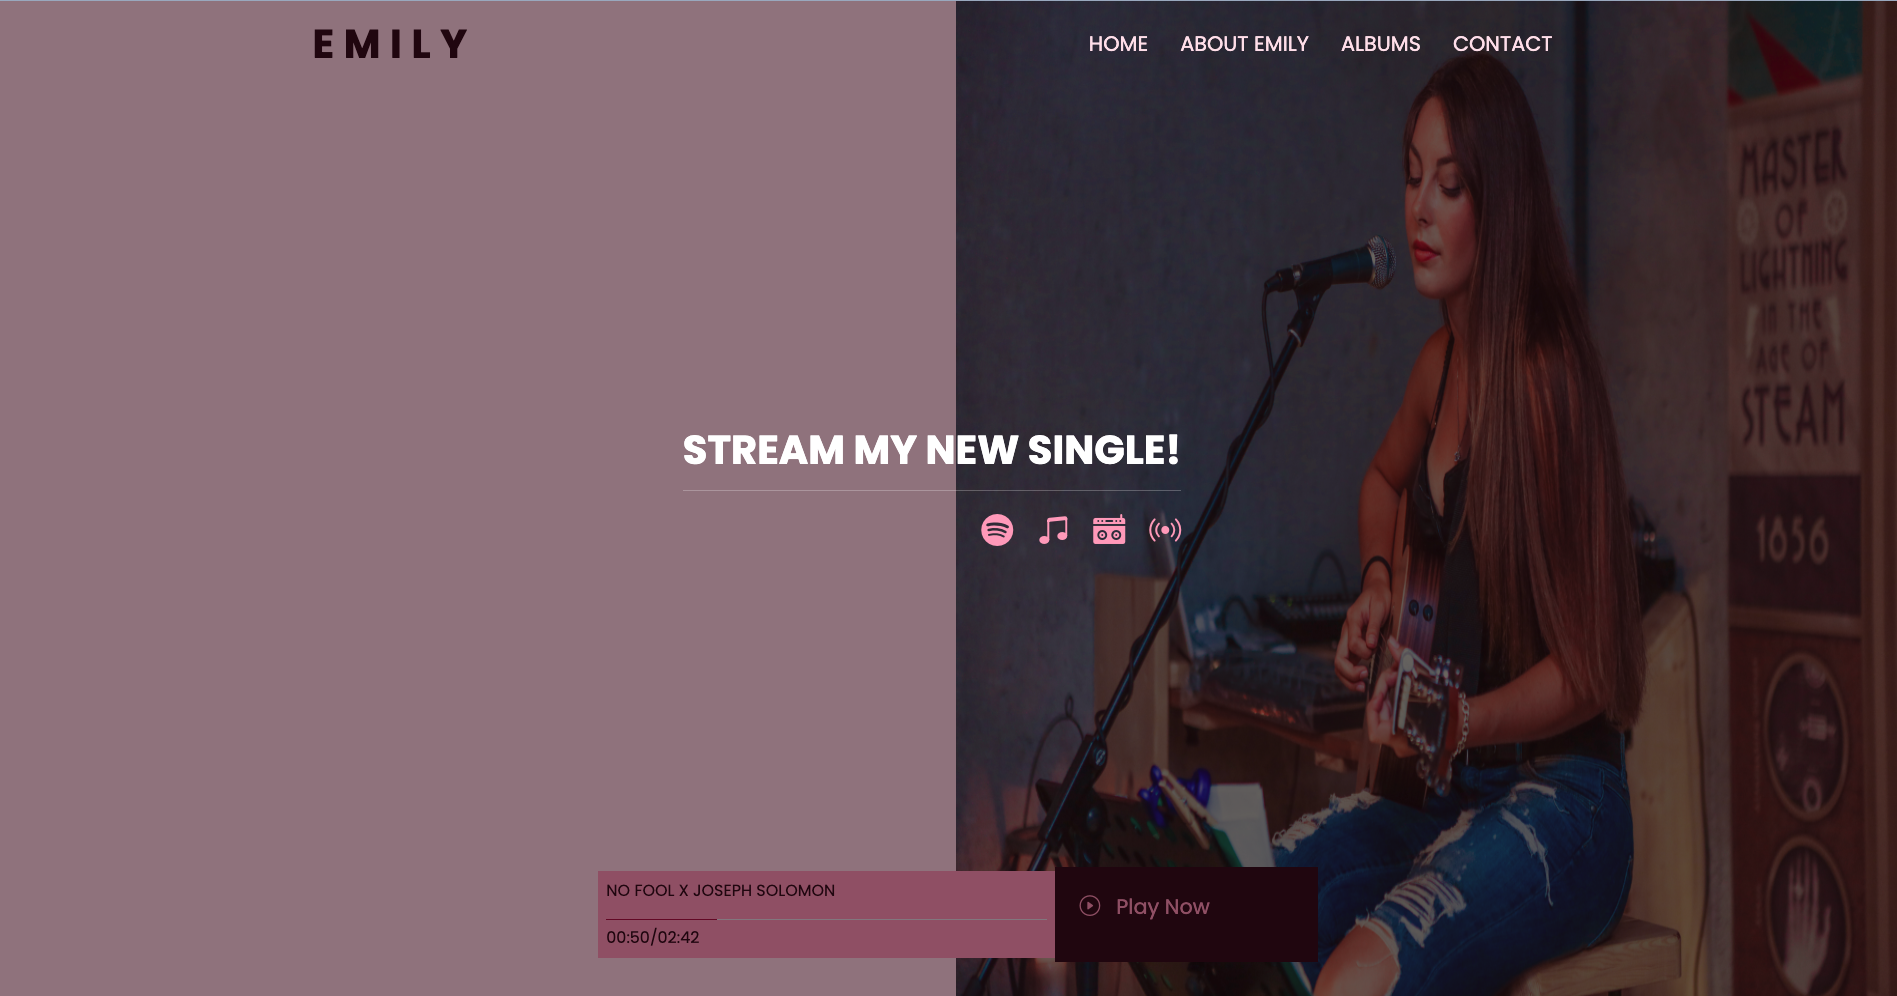 EMILY
HOME ABOUT EMILY ALBUMS CONTACT
MASTER
OF
LIGHTNING
IN THE
AGE OF
STEAM
STREAM MY NEW SINGLE!
1856
NO FOOL X JOSEPH SOLOMON
00:50/02:42
Play Now